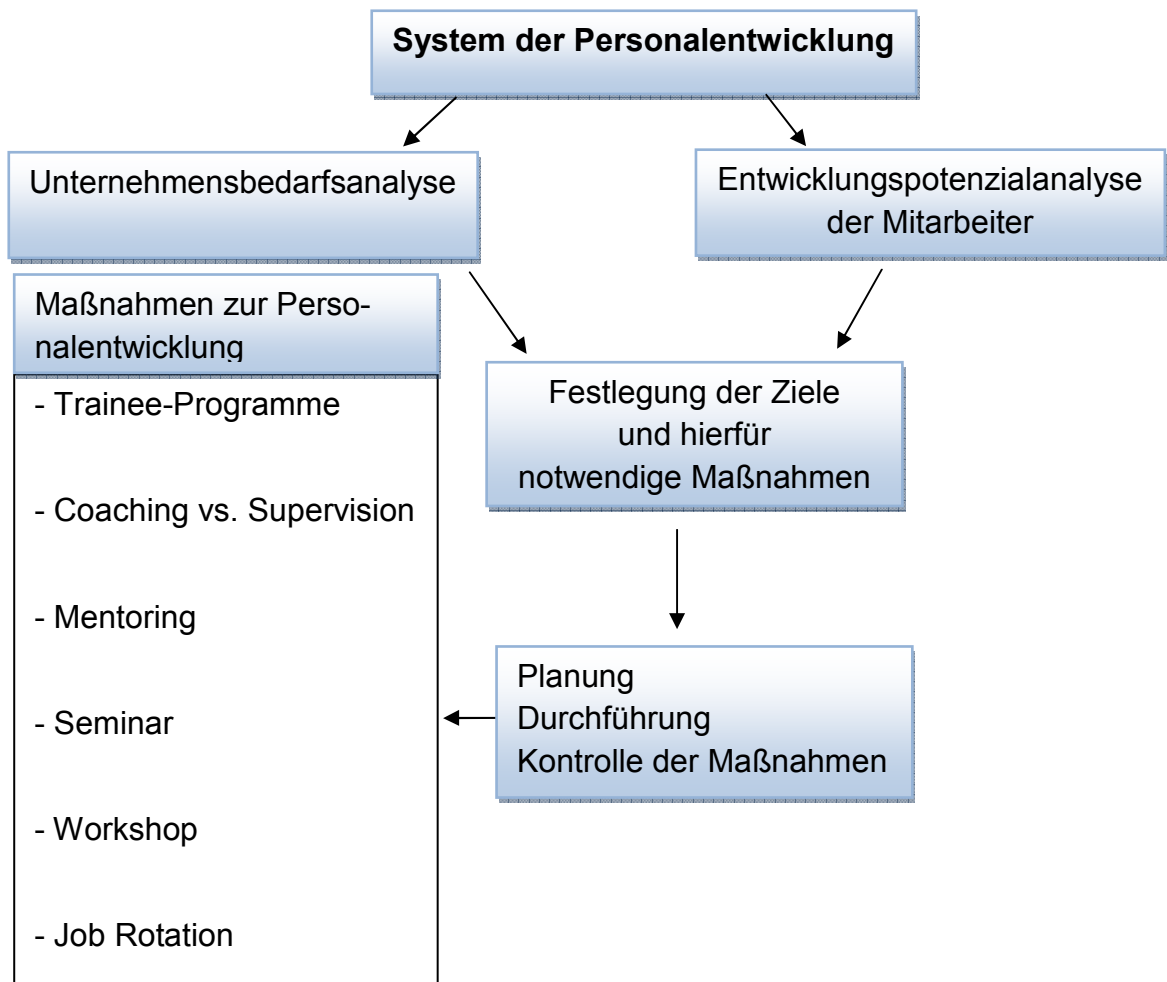 System der Personalentwicklung
Unternehmensbedarfsanalyse
Entwicklungspotenzialanalyse
der Mitarbeiter
Maßnahmen zur Perso-
nalentwicklung
- Trainee-Programme
- Coaching vs. Supervision
- Mentoring
- Seminar
- Workshop
- Job Rotation
Festlegung der Ziele
und hierfür
notwendige Maßnahmen
Planung
Durchführung
Kontrolle der Maßnahmen